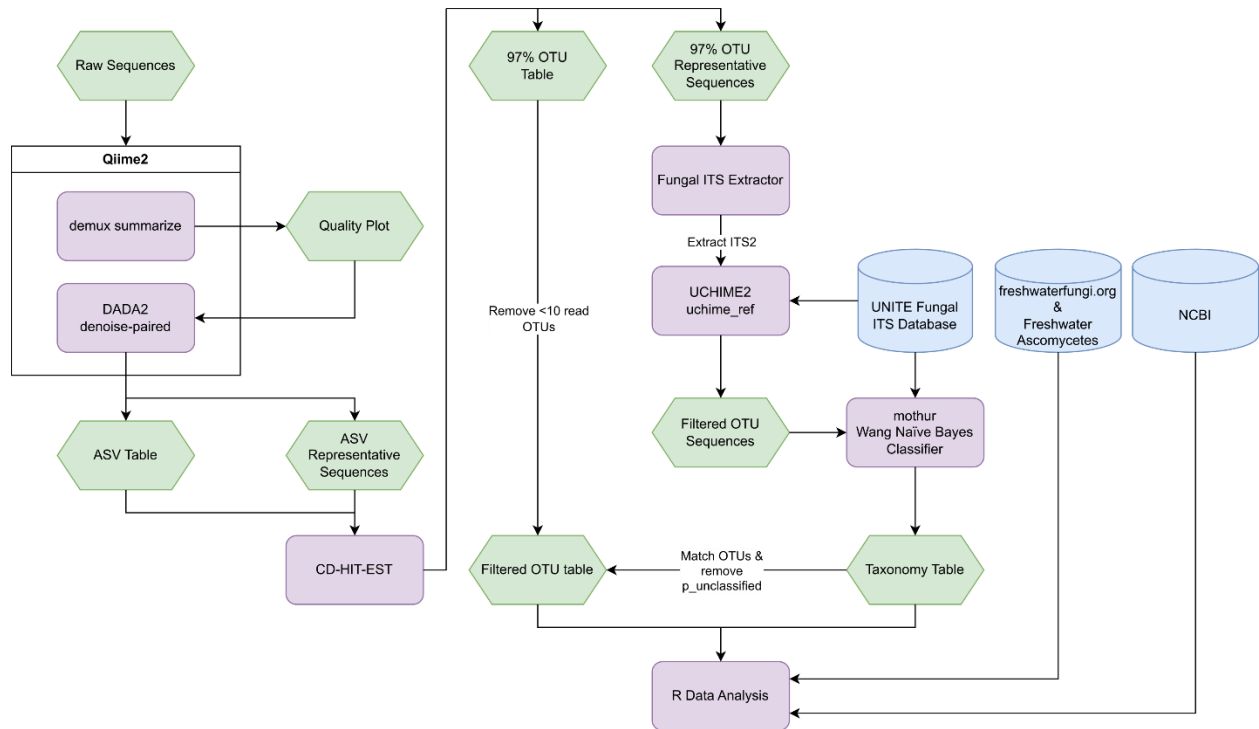 Raw Sequences
Qiime2
demux summarize
Quality Plot
DADA2
denoise-paired
ASV Table
ASV
Representative
Sequences
CD-HIT-EST
97% OTU
Table
97% OTU
Representative
Sequences
Fungal ITS Extractor
Extract ITS2
UCHIME2
uchime_ref
UNITE Fungal
ITS Database
freshwaterfungi.org
&
Freshwater
Ascomycetes
NCBI
Remove <10 read
OTUs
Filtered OTU
Sequences
mothur
Wang Naïve Bayes
Classifier
Filtered OTU table
Match OTUs &
remove
p_unclassified
Taxonomy Table
R Data Analysis